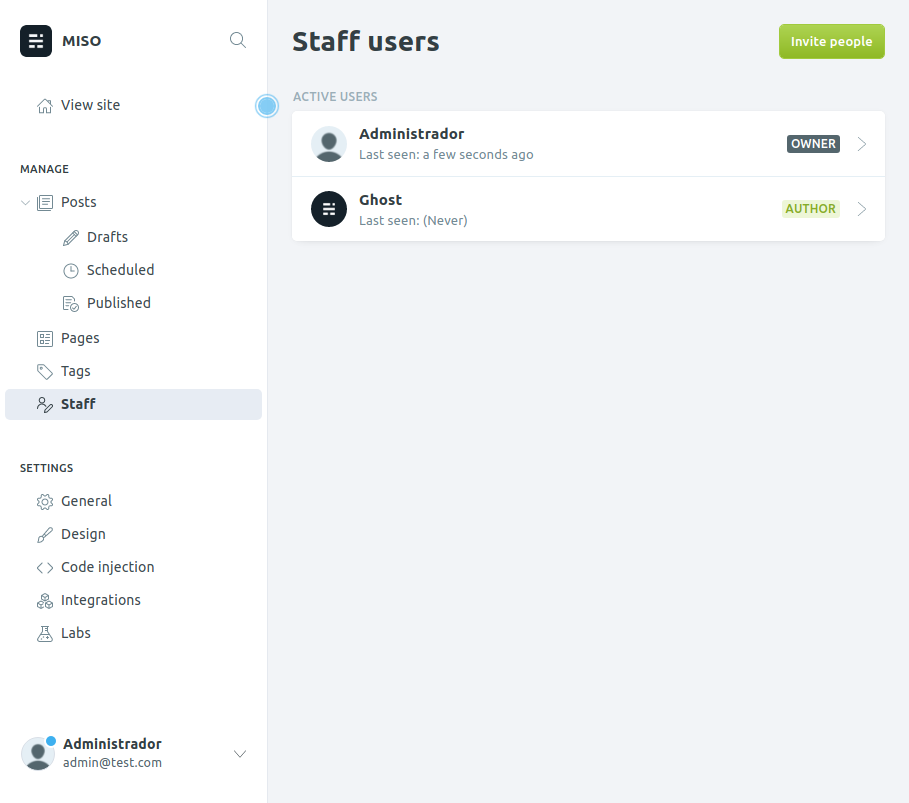 MISO
View site
MANAGE
Posts
Drafts
Scheduled
Published
Pages
Tags
Staff
SETTINGS
General
Design
Code injection
Integrations
Labs
Administrador
admin@test.com
Staff users
Invite people
ACTIVE USERS
Administrador
Last seen: a few seconds ago
OWNER
Ghost
Last seen: (Never)
AUTHOR